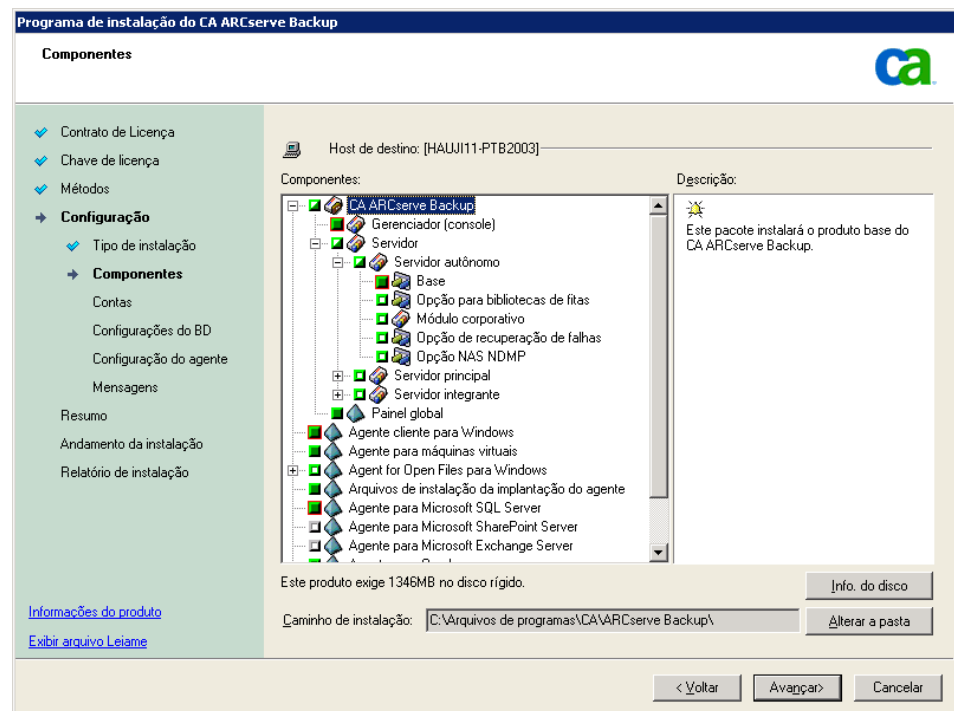 Programa de instalação do CA ARCserve Backup
Componentes
ca
Contrato de Licença
Chave de licença
Métodos
Configuração
Tipo de instalação
Componentes
Contas
Configurações do BD
Configuração do agente
Mensagens
Resumo
Andamento da instalação
Relatório de instalação
Informações do produto
Exibir arquivo Leiame
Host de destino: [HAUJI11-PTB2003]
Componentes:
CA ARCserve Backup
Gerenciador (console)
Servidor
Servidor autônomo
Base
Opção para bibliotecas de fitas
Módulo corporativo
Opção de recuperação de falhas
Opção NAS NDMP
Servidor principal
Servidor integrante
Painel global
Agente cliente para Windows
Agente para máquinas virtuais
Agent for Open Files para Windows
Arquivos de instalação da implantação do agente
Agente para Microsoft SQL Server
Agente para Microsoft SharePoint Server
Agente para Microsoft Exchange Server
Descrição:
Este pacote instalará o produto base do
CA ARCserve Backup.
Este produto exige 1346MB no disco rígido.
Info. do disco
Caminho de instalação:
C:\Arquivos de programas\CA\ARCserve Backup\
Alterar a pasta
< Voltar
Avançar>
Cancelar